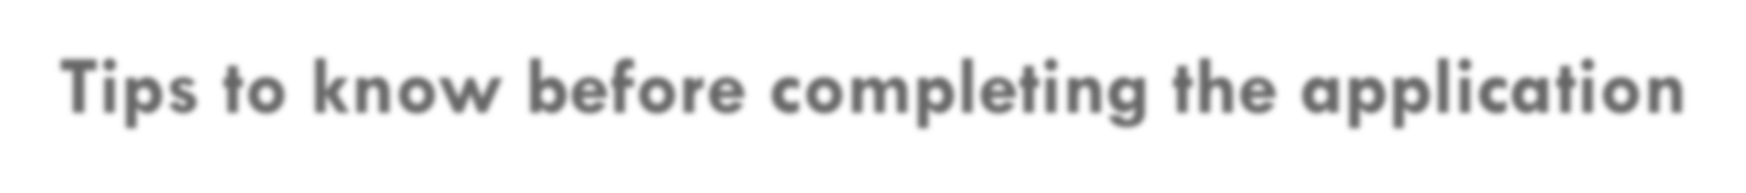 Tips to know before completing the application